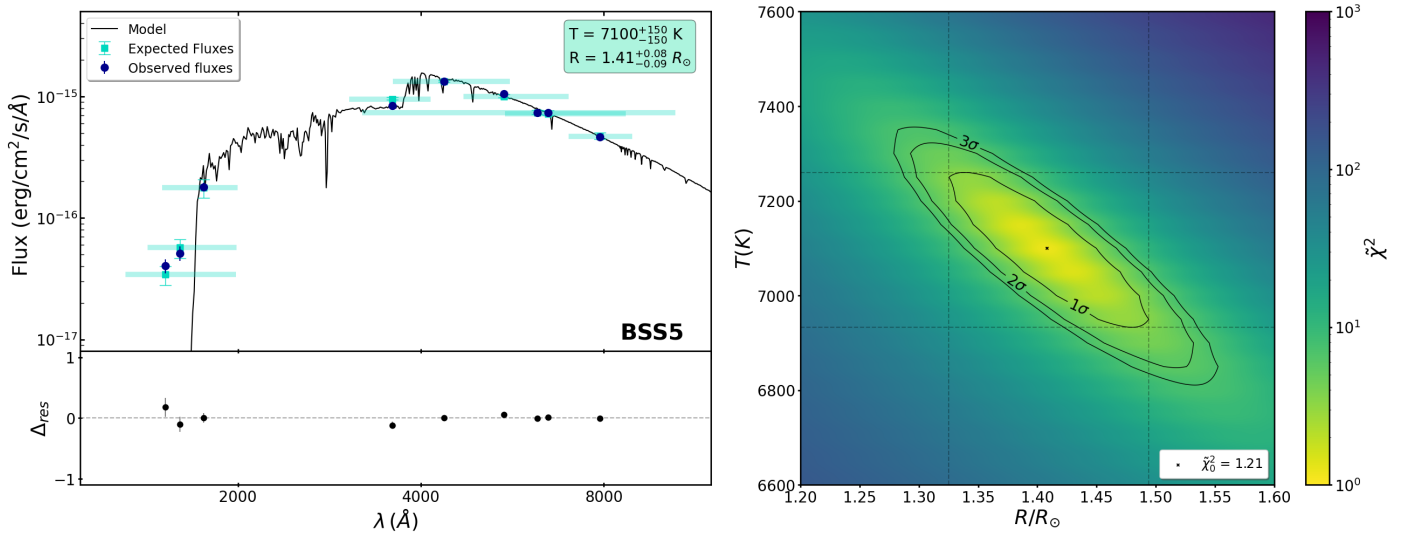 Model
Expected Fluxes
Observed fluxes
T = 7100+150−150 K
R = 1.41+0.08−0.09 R⊙
Flux (erg/cm²/s/Å)
10⁻¹⁵
10⁻¹⁶
10⁻¹⁷
BSS5
Δres
1
0
−1
2000
4000
8000
λ (Å)
T(K)
7600
7400
7200
7000
6800
6600
3σ
2σ
1σ
χ̃²₀ = 1.21
1.20
1.25
1.30
1.35
1.40
1.45
1.50
1.55
1.60
R/R⊙
10³
10²
10¹
10⁰
χ̃²